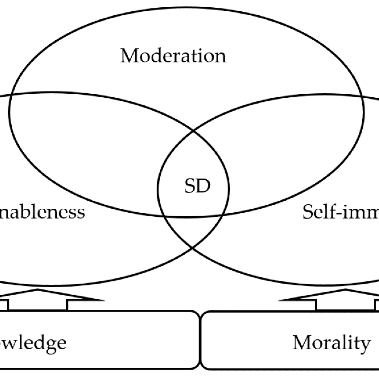 Moderation
SD
nableness
Self-imm
wledge
Morality